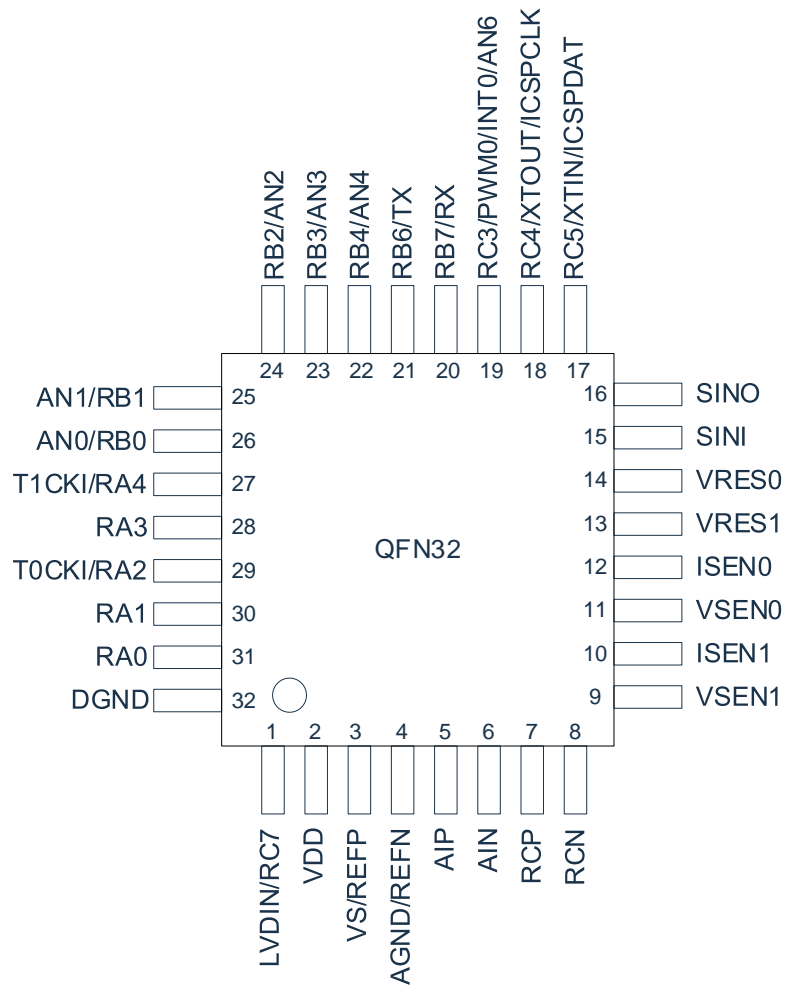 RB2/AN2
RB3/AN3
RB4/AN4
RB6/TX
RB7/RX
RC3/PWM0/INT0/AN6
RC4/XTOUT/ICSPCLK
RC5/XTIN/ICSPDAT
24 23 22 21 20 19 18 17
AN1/RB1 25
AN0/RB0 26
T1CKI/RA4 27
RA3 28
T0CKI/RA2 29
RA1 30
RA0 31
DGND 32
QFN32
16 SINO
15 SINI
14 VRES0
13 VRES1
12 ISEN0
11 VSEN0
10 ISEN1
9 VSEN1
1 2 3 4 5 6 7 8
LVDIN/RC7
VDD
VS/REFP
AGND/REFN
AIP
AIN
RCP
RCN